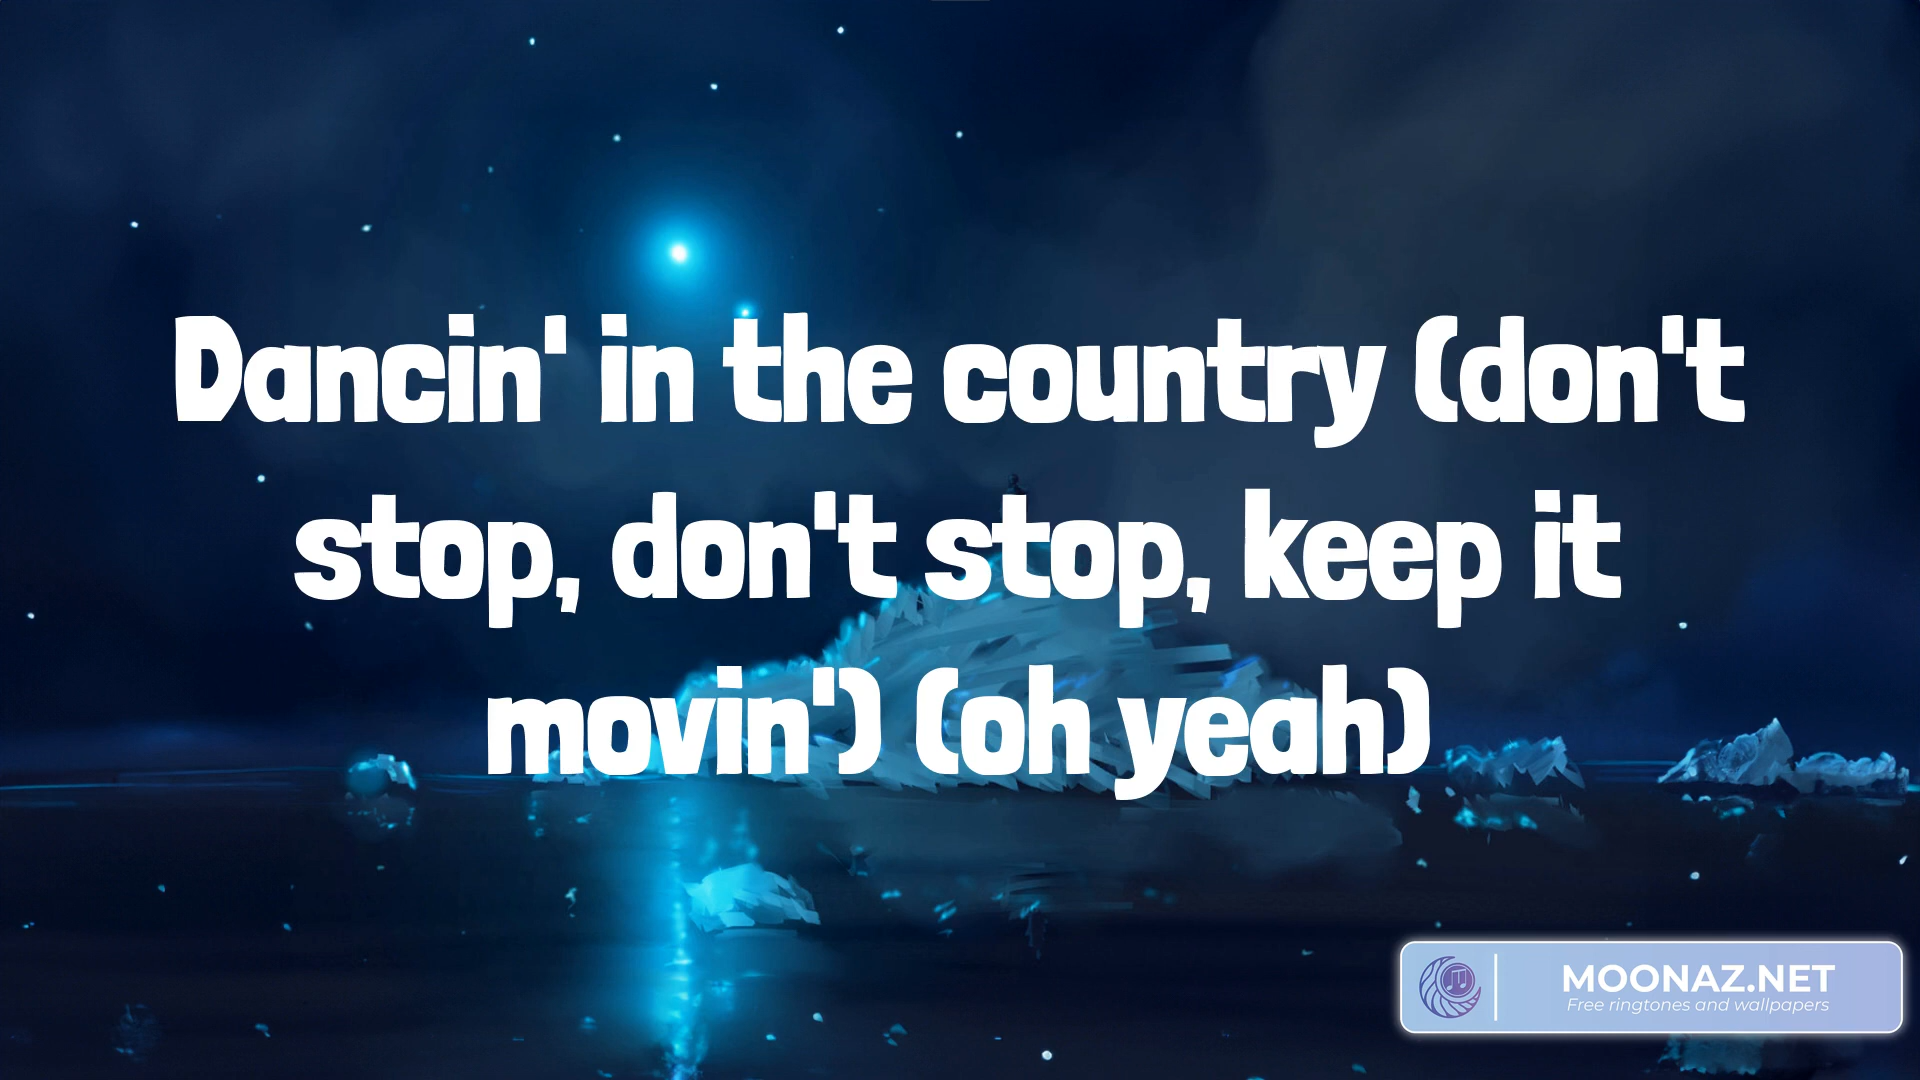 Dancin' in the country (don't
stop, don't stop, keep it
movin') (oh yeah)
MOONAZ.NET
Free ringtones and wallpapers